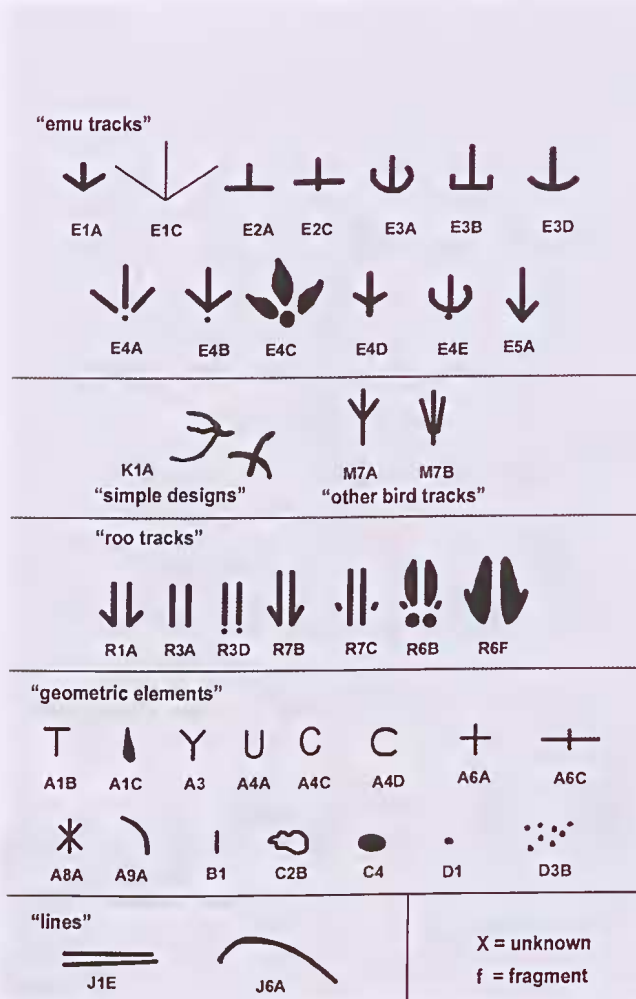 “emu tracks”
E1A E1C E2A E2C E3A E3B E3D
E4A E4B E4C E4D E4E E5A
K1A M7A M7B
“simple designs” “other bird tracks”
“roo tracks”
R1A R3A R3D R7B R7C R6B R6F
“geometric elements”
A1B A1C A3 A4A A4C A4D A6A A6C
A8A A9A B1 C2B C4 D1 D3B
“lines”
X = unknown
J1E J6A f = fragment